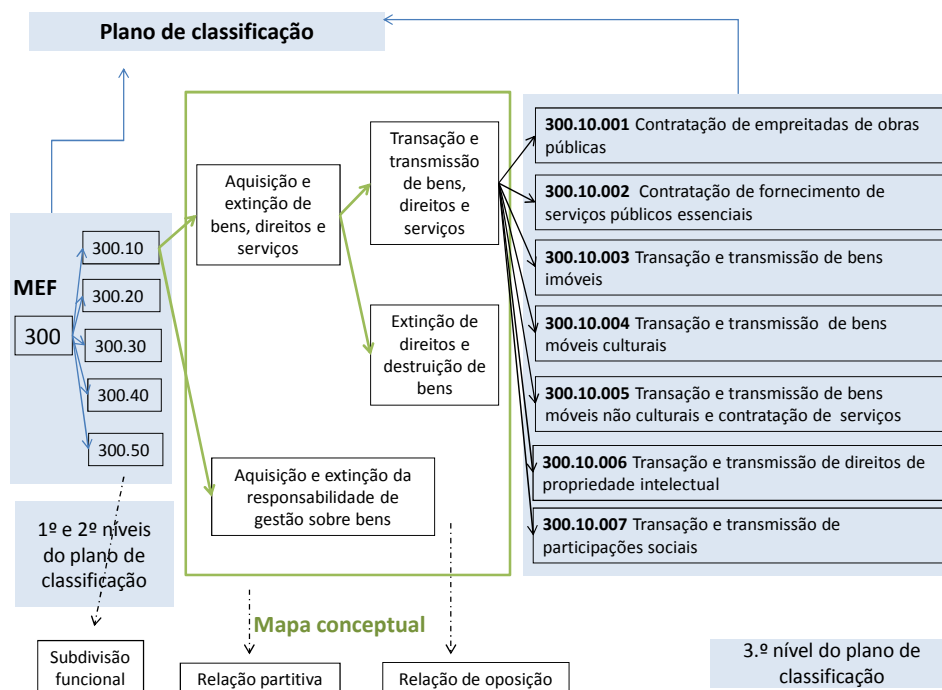 Plano de classificação
MEF
300
300.10
300.20
300.30
300.40
300.50
1º e 2º níveis
do plano de
classificação
Subdivisão
funcional
Aquisição e
extinção de
bens, direitos e
serviços
Transação e
transmissão
de bens,
direitos e
serviços
Extinção de
direitos e
destruição de
bens
Aquisição e extinção da
responsabilidade de
gestão sobre bens
Mapa conceptual
Relação partitiva
Relação de oposição
300.10.001 Contratação de empreitadas de obras
públicas
300.10.002 Contratação de fornecimento de
serviços públicos essenciais
300.10.003 Transação e transmissão de bens
imóveis
300.10.004 Transação e transmissão de bens
móveis culturais
300.10.005 Transação e transmissão de bens
móveis não culturais e contratação de serviços
300.10.006 Transação e transmissão de direitos de
propriedade intelectual
300.10.007 Transação e transmissão de
participações sociais
3.º nível do plano de
classificação